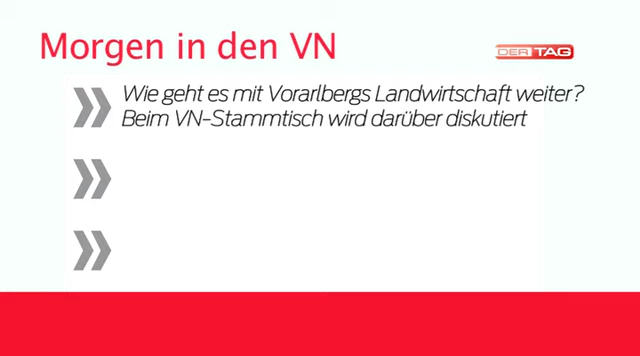 Morgen in den VN
DER TAG
Wie geht es mit Vorarlbergs Landwirtschaft weiter?
Beim VN-Stammtisch wird darüber diskutiert